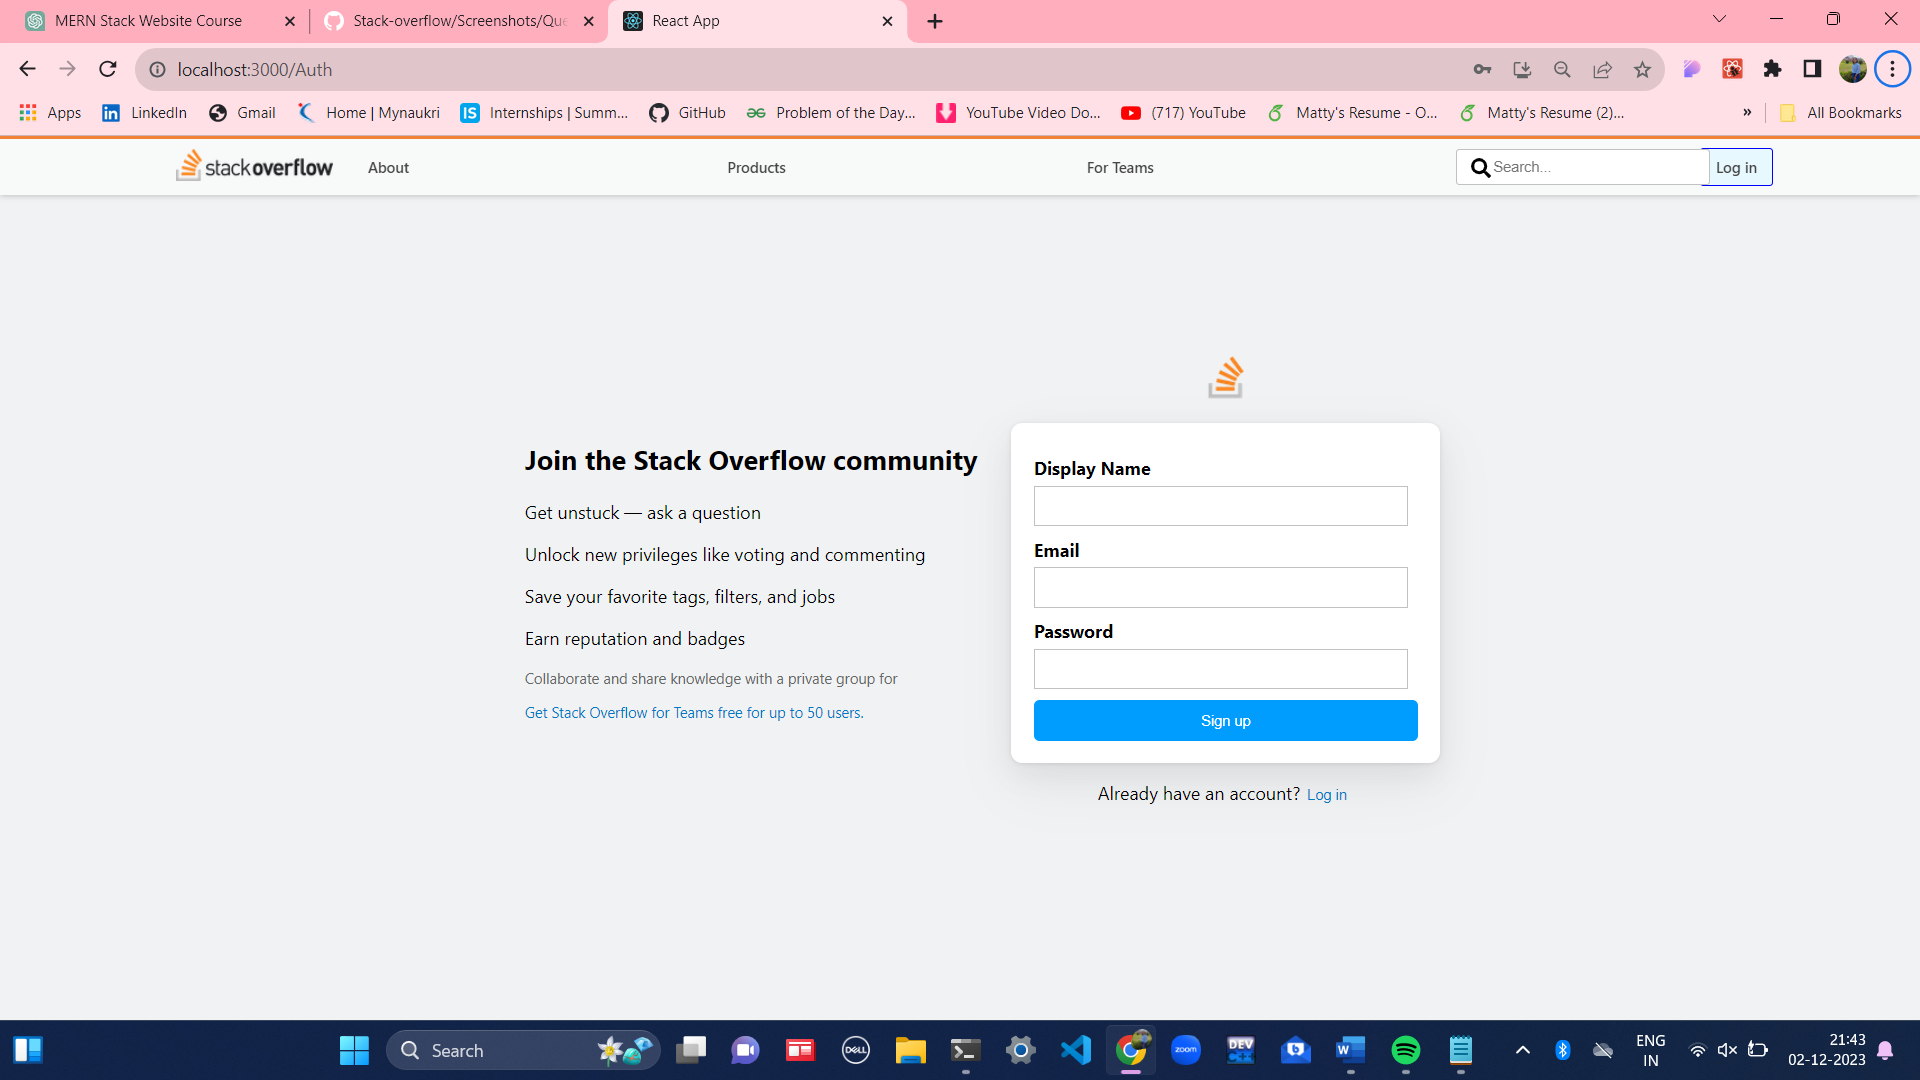 MERN Stack Website Course
Stack-overflow/Screenshots/Que
React App
localhost:3000/Auth
Apps
LinkedIn
Gmail
Home | Mynaukri
IS
Internships | Summ...
GitHub
Problem of the Day...
YouTube Video Do...
(717) YouTube
Matty's Resume - O...
Matty's Resume (2)...
»
All Bookmarks
stackoverflow
About
Products
For Teams
Search...
Log in
Join the Stack Overflow community
Get unstuck — ask a question
Unlock new privileges like voting and commenting
Save your favorite tags, filters, and jobs
Earn reputation and badges
Collaborate and share knowledge with a private group for
Get Stack Overflow for Teams free for up to 50 users.
Display Name
Email
Password
Sign up
Already have an account? Log in
Search
DELL
zoom
DEV
ENG
IN
21:43
02-12-2023